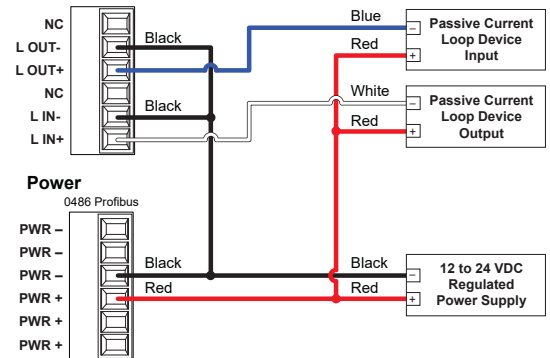 NC
L OUT-
L OUT+
NC
L IN-
L IN+
Black
Black
Blue
Red
White
Red
− Passive Current
+ Loop Device
Input
− Passive Current
+ Loop Device
Output
Power
0486 Profibus
PWR –
PWR –
PWR –
PWR +
PWR +
PWR +
Black
Red
Black
Red
− 12 to 24 VDC
+ Regulated
Power Supply